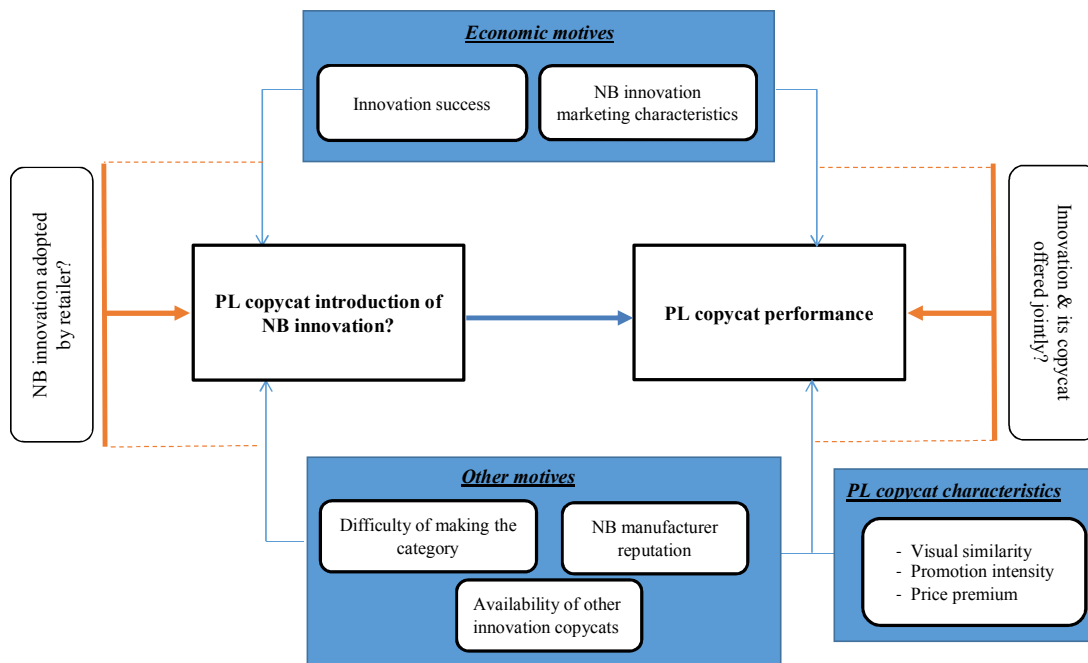 Economic motives
Innovation success
NB innovation
marketing characteristics
NB innovation adopted
by retailer?
PL copycat introduction of
NB innovation?
PL copycat performance
Innovation & its copycat
offered jointly?
Other motives
Difficulty of making the
category
NB manufacturer
reputation
Availability of other
innovation copycats
PL copycat characteristics
- Visual similarity
- Promotion intensity
- Price premium